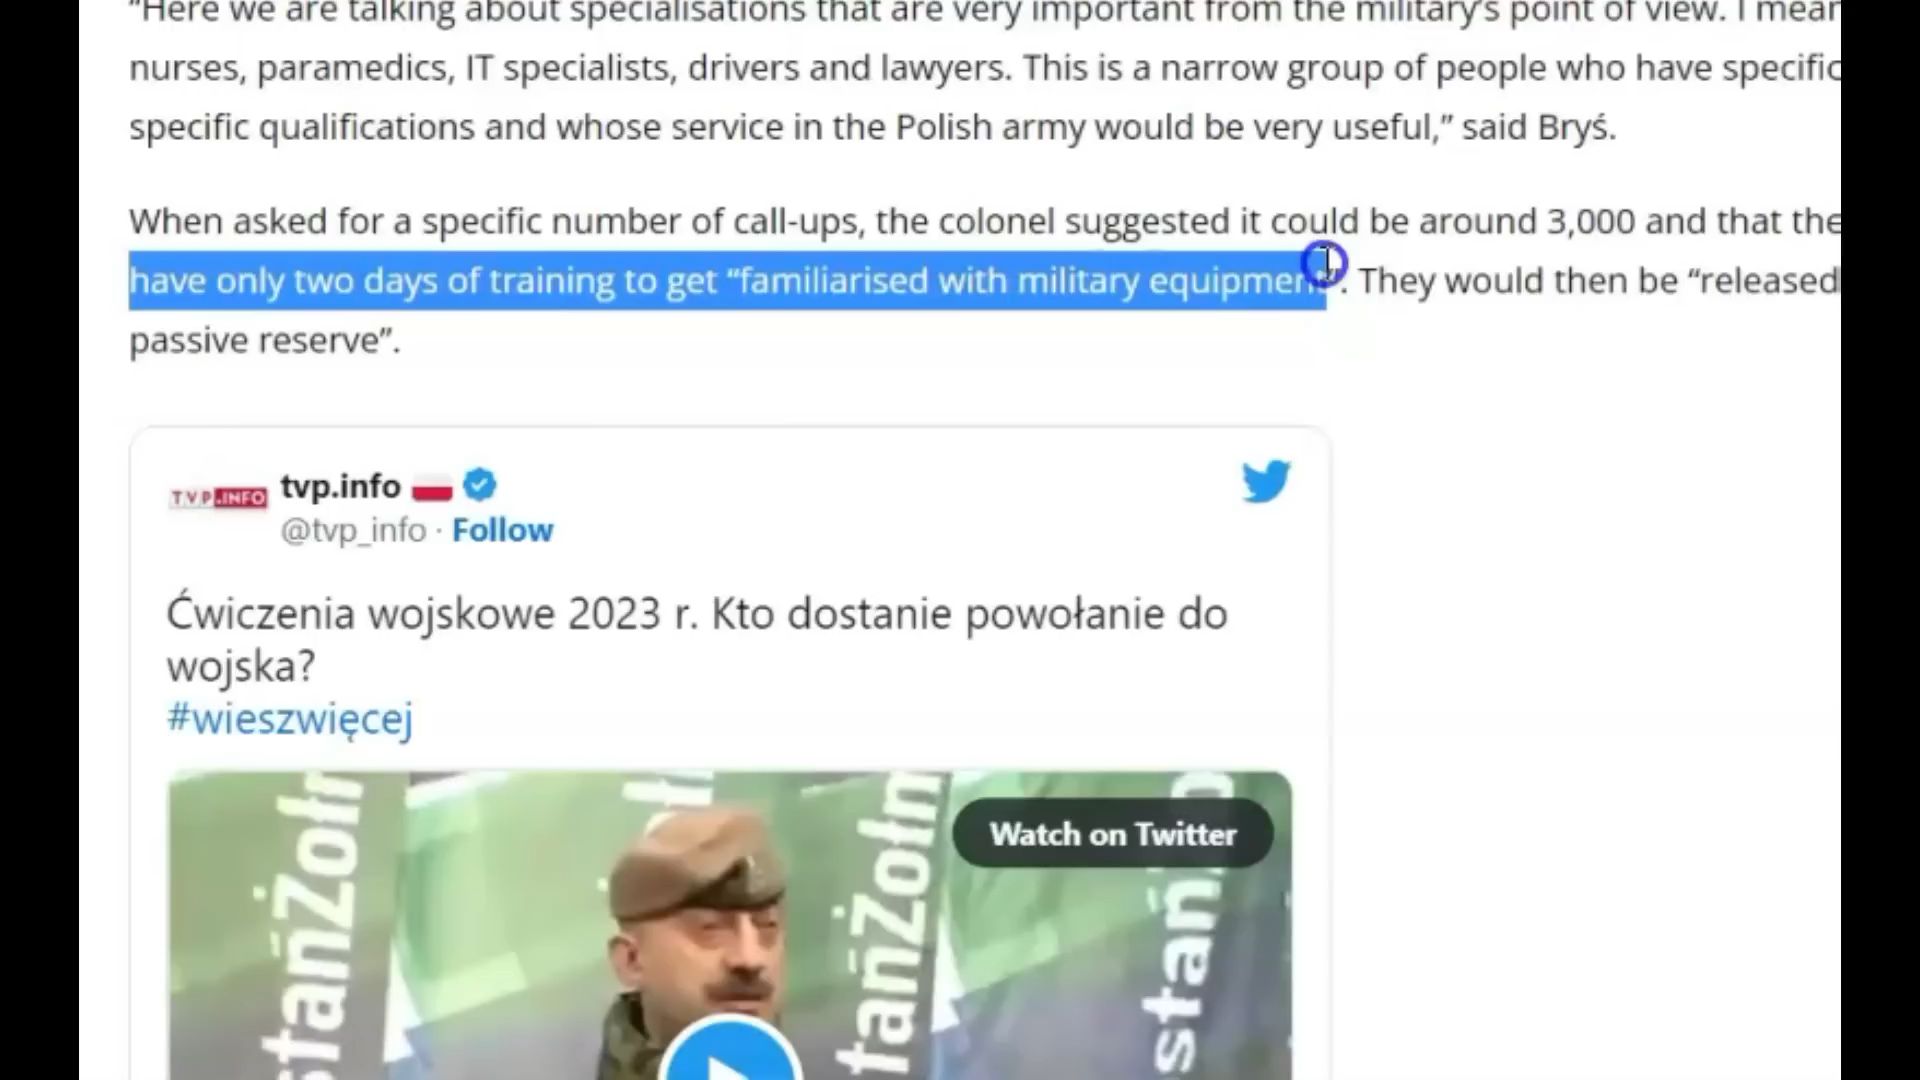 “Here we are talking about specialisations that are very important from the military’s point of view. I mean
nurses, paramedics, IT specialists, drivers and lawyers. This is a narrow group of people who have specific
specific qualifications and whose service in the Polish army would be very useful,” said Bryś.
When asked for a specific number of call-ups, the colonel suggested it could be around 3,000 and that the
have only two days of training to get “familiarised with military equipment”. They would then be “released
passive reserve”.
TVP.INFO
tvp.info
@tvp_info · Follow
Ćwiczenia wojskowe 2023 r. Kto dostanie powołanie do
wojska?
#wieszwięcej
Watch on Twitter
stańŻołn
tańŻołn
stań